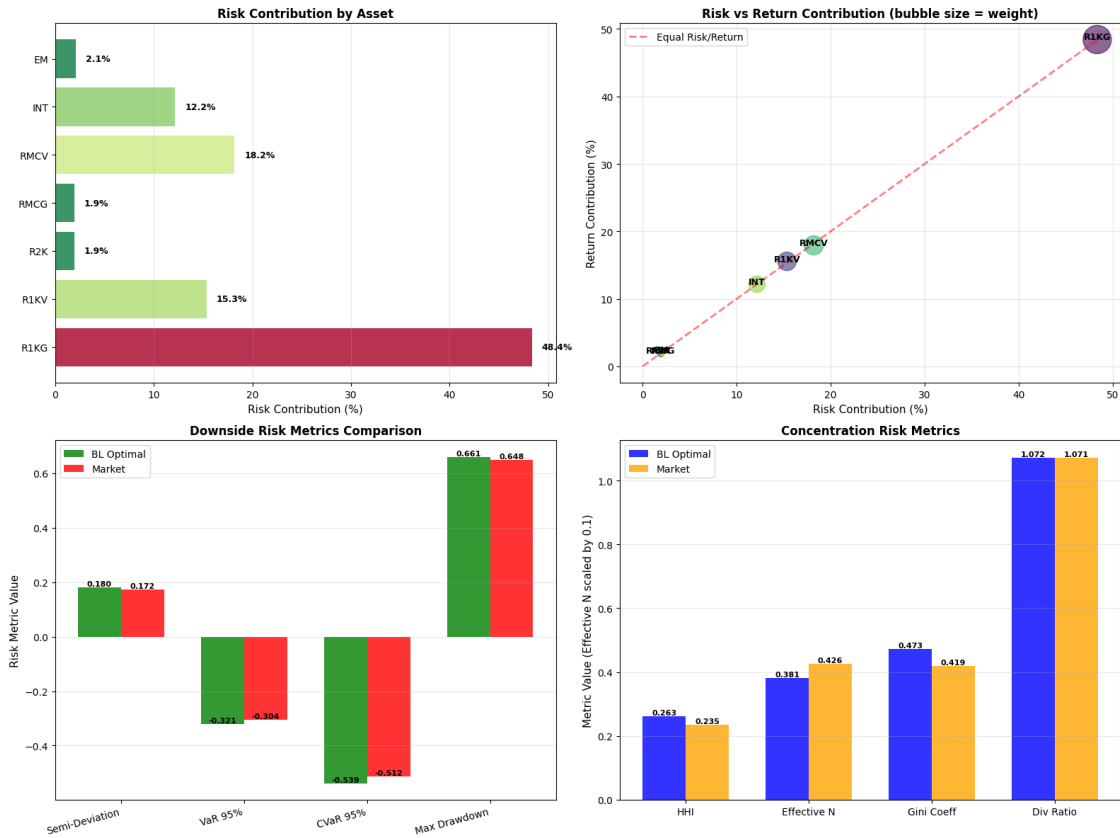 Risk Contribution by Asset
EM
INT
RMCV
RMCG
R2K
R1KV
R1KG
2.1%
12.2%
18.2%
1.9%
1.9%
15.3%
48.4%
0
10
20
30
40
50
Risk Contribution (%)
Risk vs Return Contribution (bubble size = weight)
Equal Risk/Return
Return Contribution (%)
50
40
30
20
10
0
R1KG
RMCV
R1KV
INT
0
10
20
30
40
50
Risk Contribution (%)
Downside Risk Metrics Comparison
BL Optimal
Market
Risk Metric Value
0.6
0.4
0.2
0.0
−0.2
−0.4
0.180
0.172
-0.321
-0.304
-0.539
-0.512
0.661
0.648
Semi-Deviation
VaR 95%
CVaR 95%
Max Drawdown
Concentration Risk Metrics
BL Optimal
Market
Metric Value (Effective N scaled by 0.1)
1.0
0.8
0.6
0.4
0.2
0.0
0.263
0.235
0.381
0.426
0.473
0.419
1.072
1.071
HHI
Effective N
Gini Coeff
Div Ratio